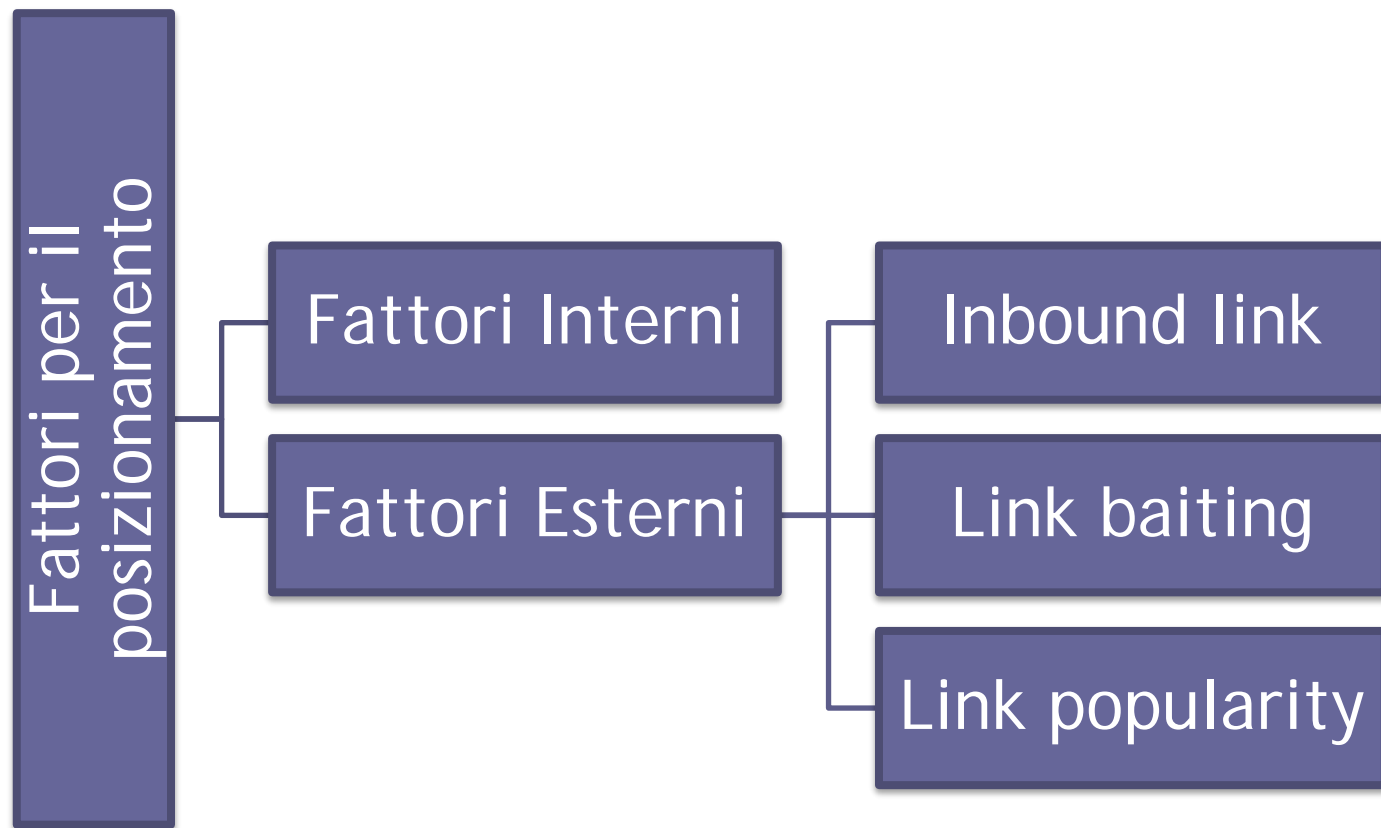 Fattori per il
posizionamento
Fattori Interni
Fattori Esterni
Inbound link
Link baiting
Link popularity